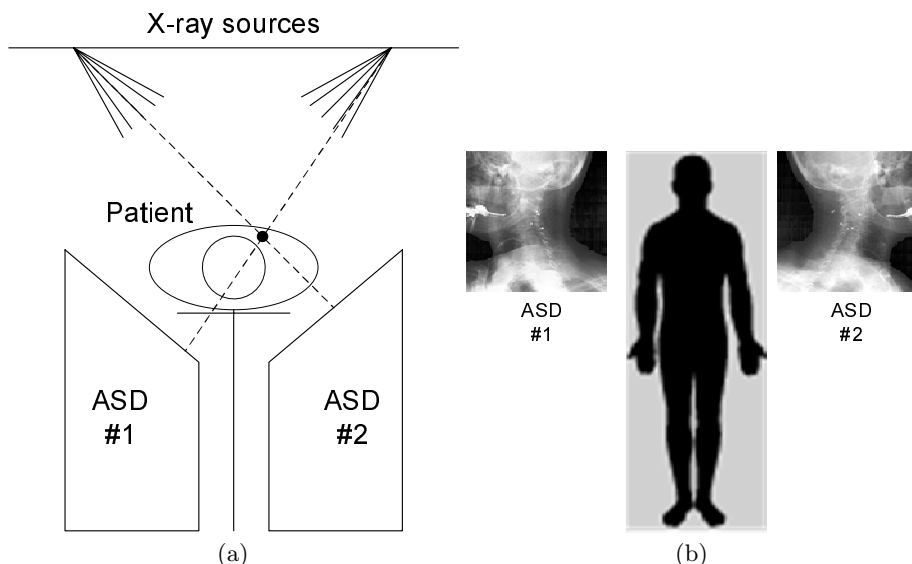 X-ray sources
Patient
ASD
#1
ASD
#2
(a)
ASD
#1
ASD
#2
(b)